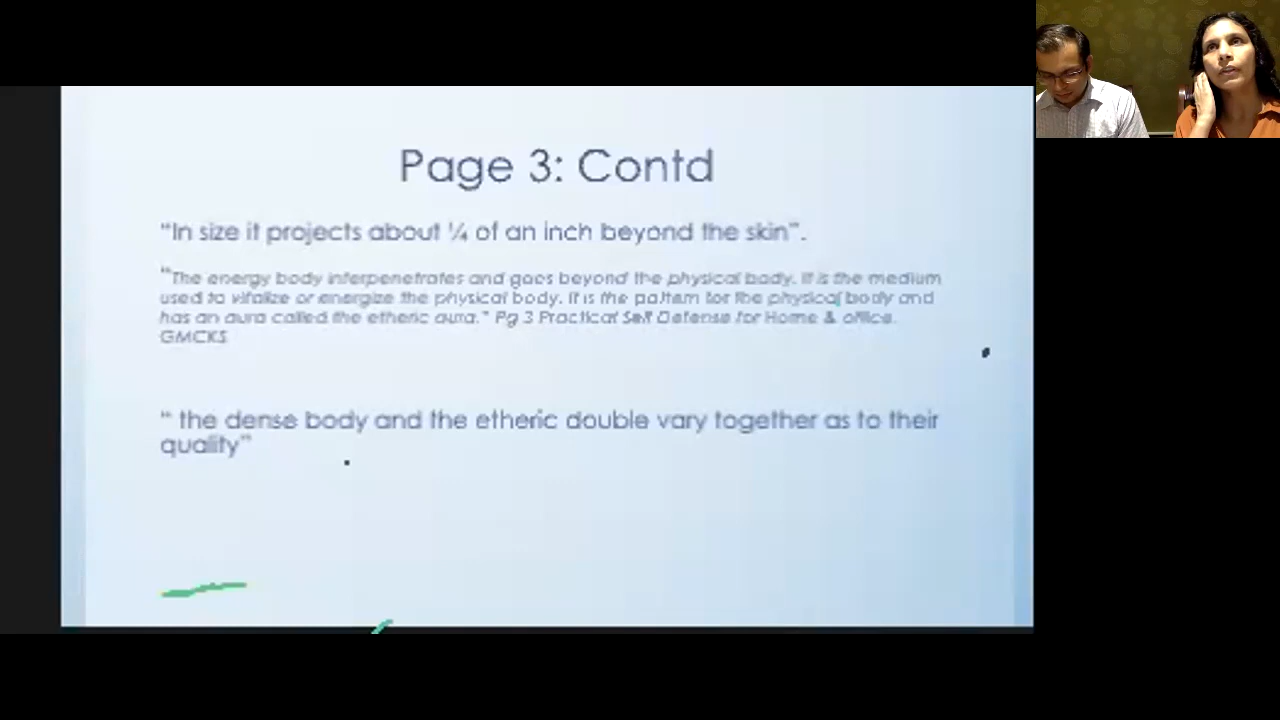 Page 3: Contd
“In size it projects about ¼ of an inch beyond the skin”.
“The energy body interpenetrates and goes beyond the physical body. It is the medium
used to vitalize or energize the physical body. It is the pattern for the physical body and
has an aura called the etheric aura.” Pg 3 Practical Self Defense for Home & office.
GMCKS
“ the dense body and the etheric double vary together as to their
quality”